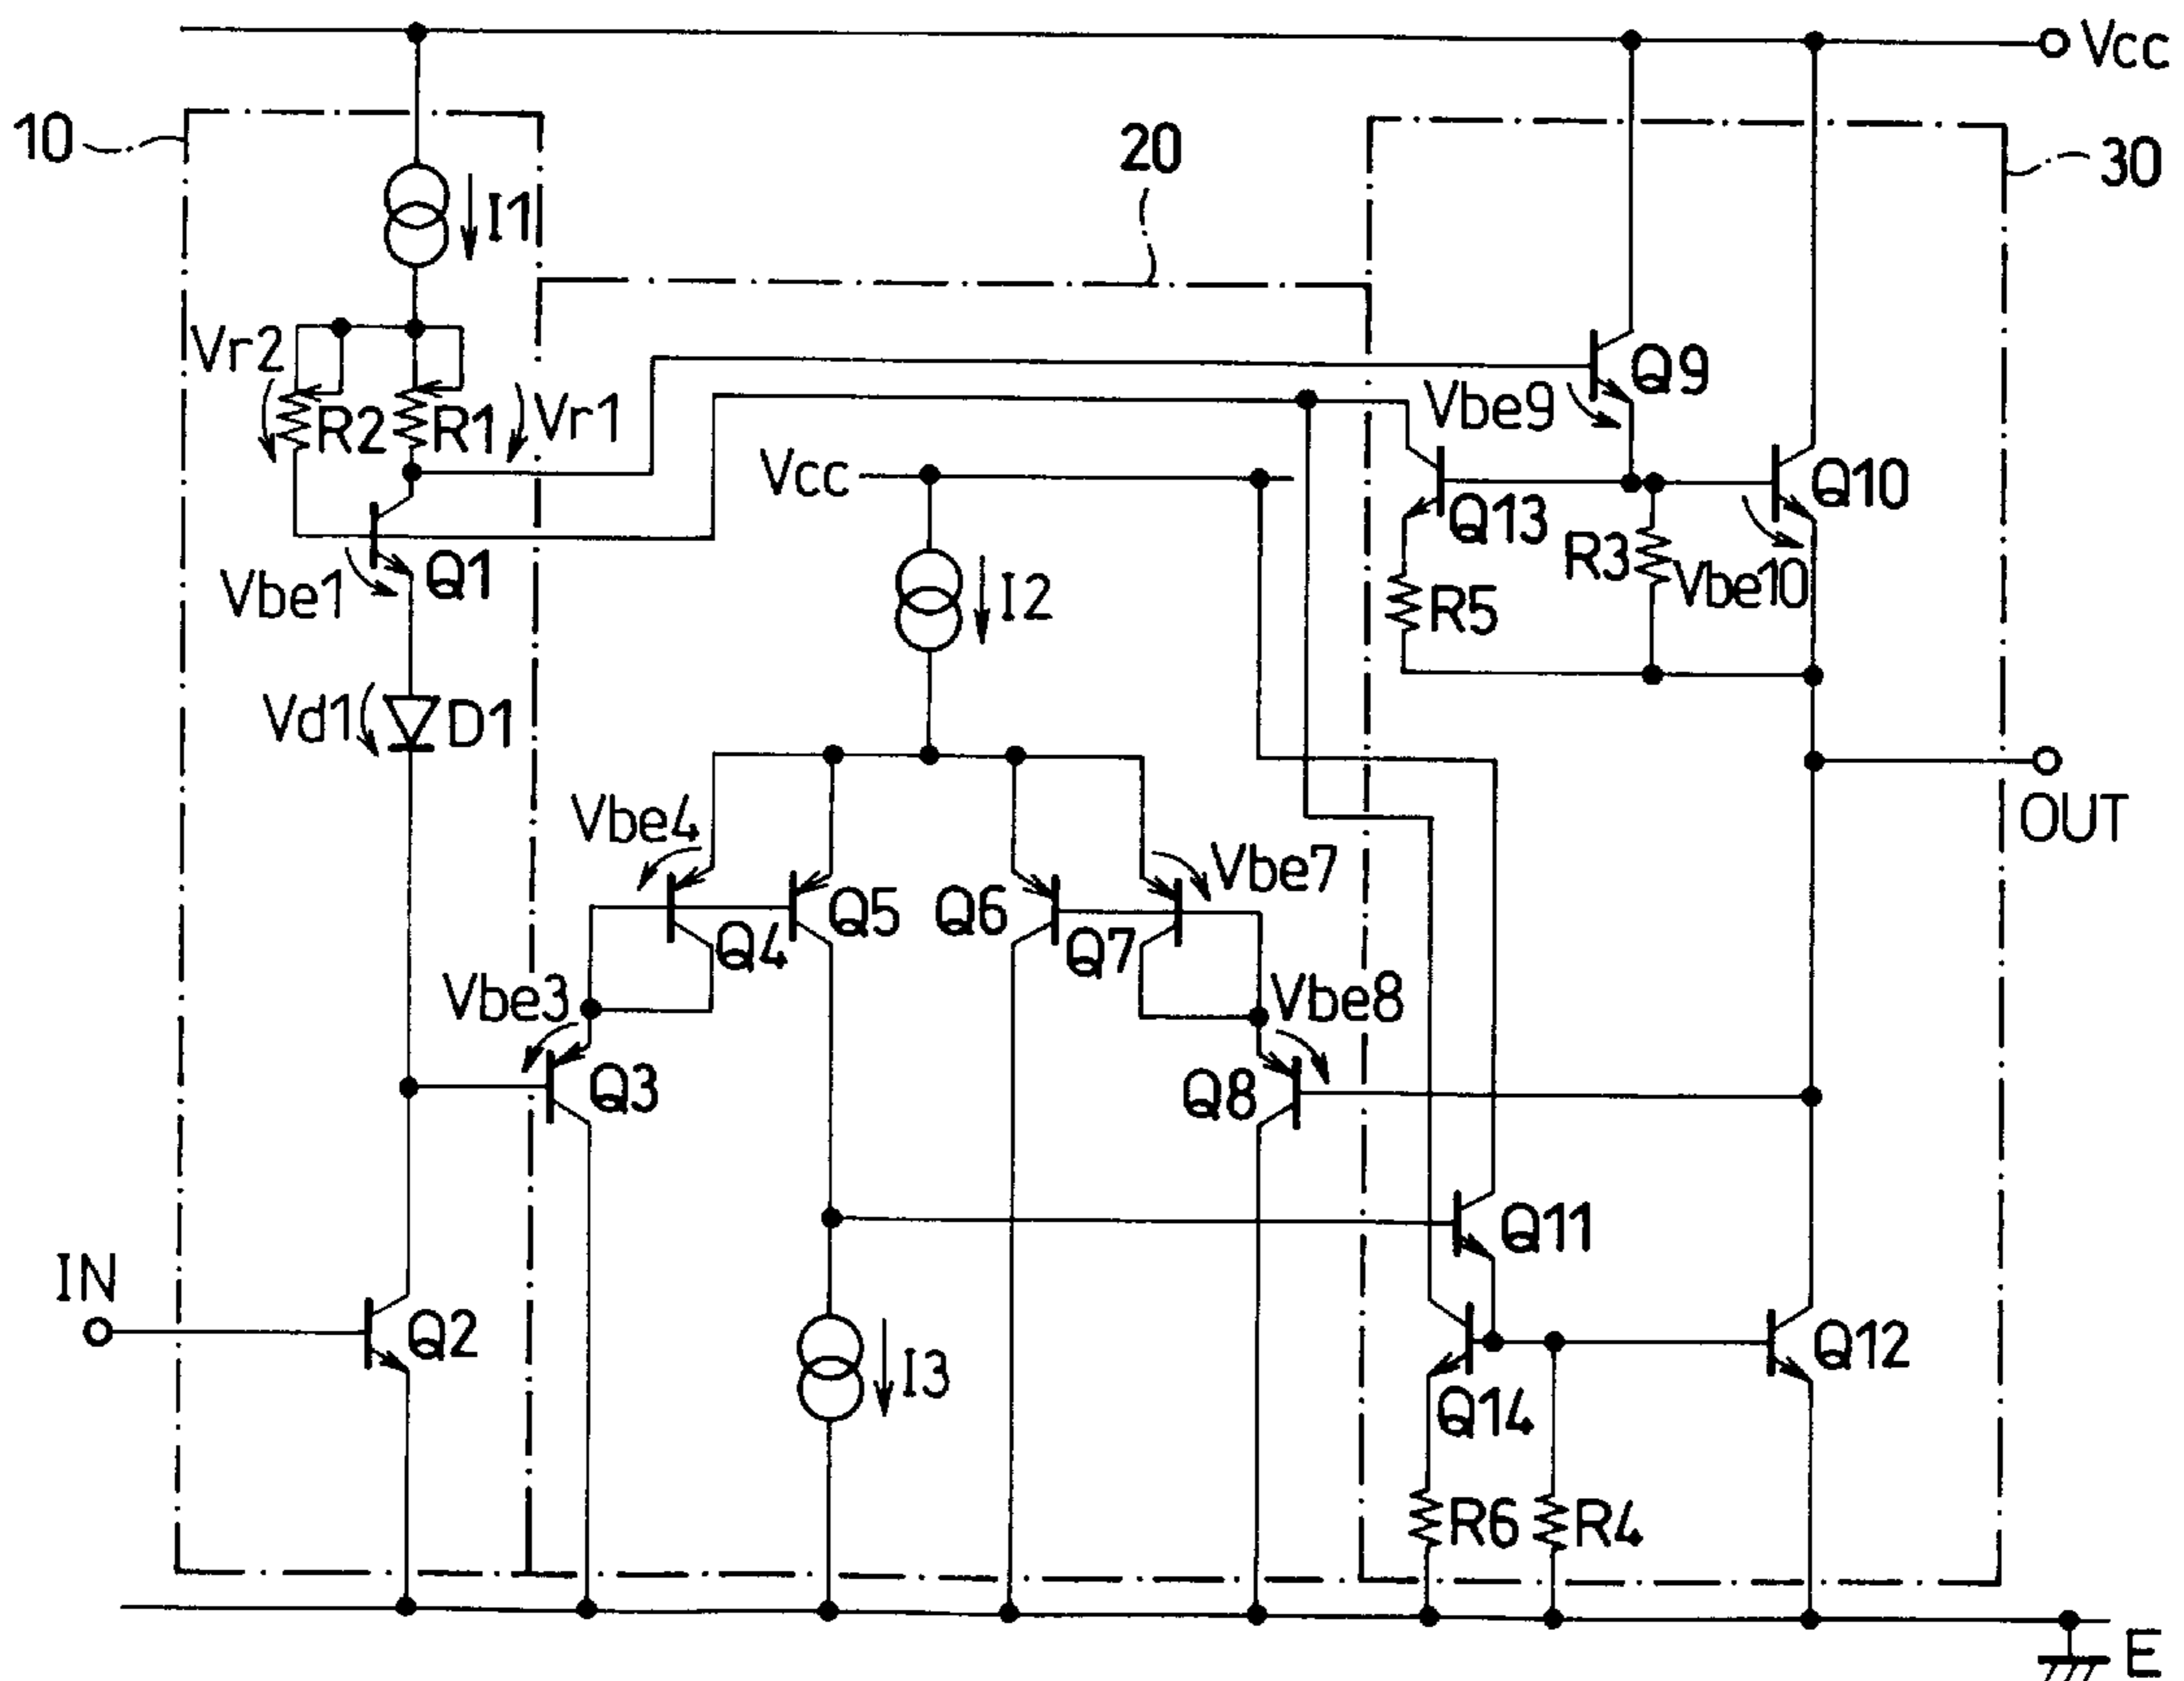 Vcc
10
20
30
I1
Vr2
R2
R1
Vr1
Q9
Vbe9
Vcc
Q10
Q13
R3
Vbe10
Vbe1
Q1
I2
R5
Vd1
D1
OUT
Vbe4
Vbe7
Q5
Q6
Q4
Q7
Vbe3
Vbe8
Q3
Q8
Q11
IN
Q2
Q12
I3
Q14
R6
R4
E